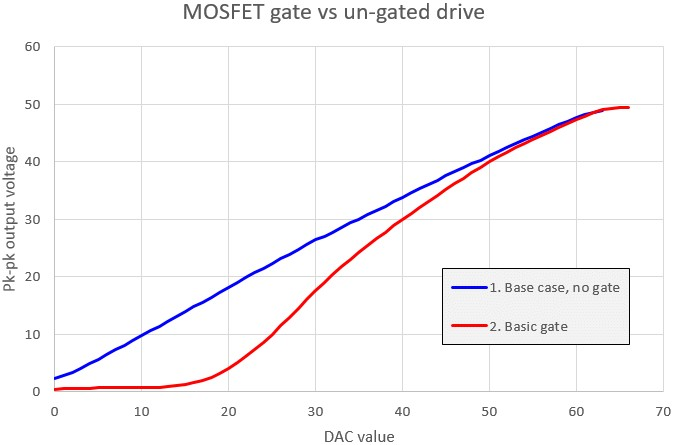 MOSFET gate vs un-gated drive
Pk-pk output voltage
60
50
40
30
20
10
0
1. Base case, no gate
2. Basic gate
0 10 20 30 40 50 60 70
DAC value